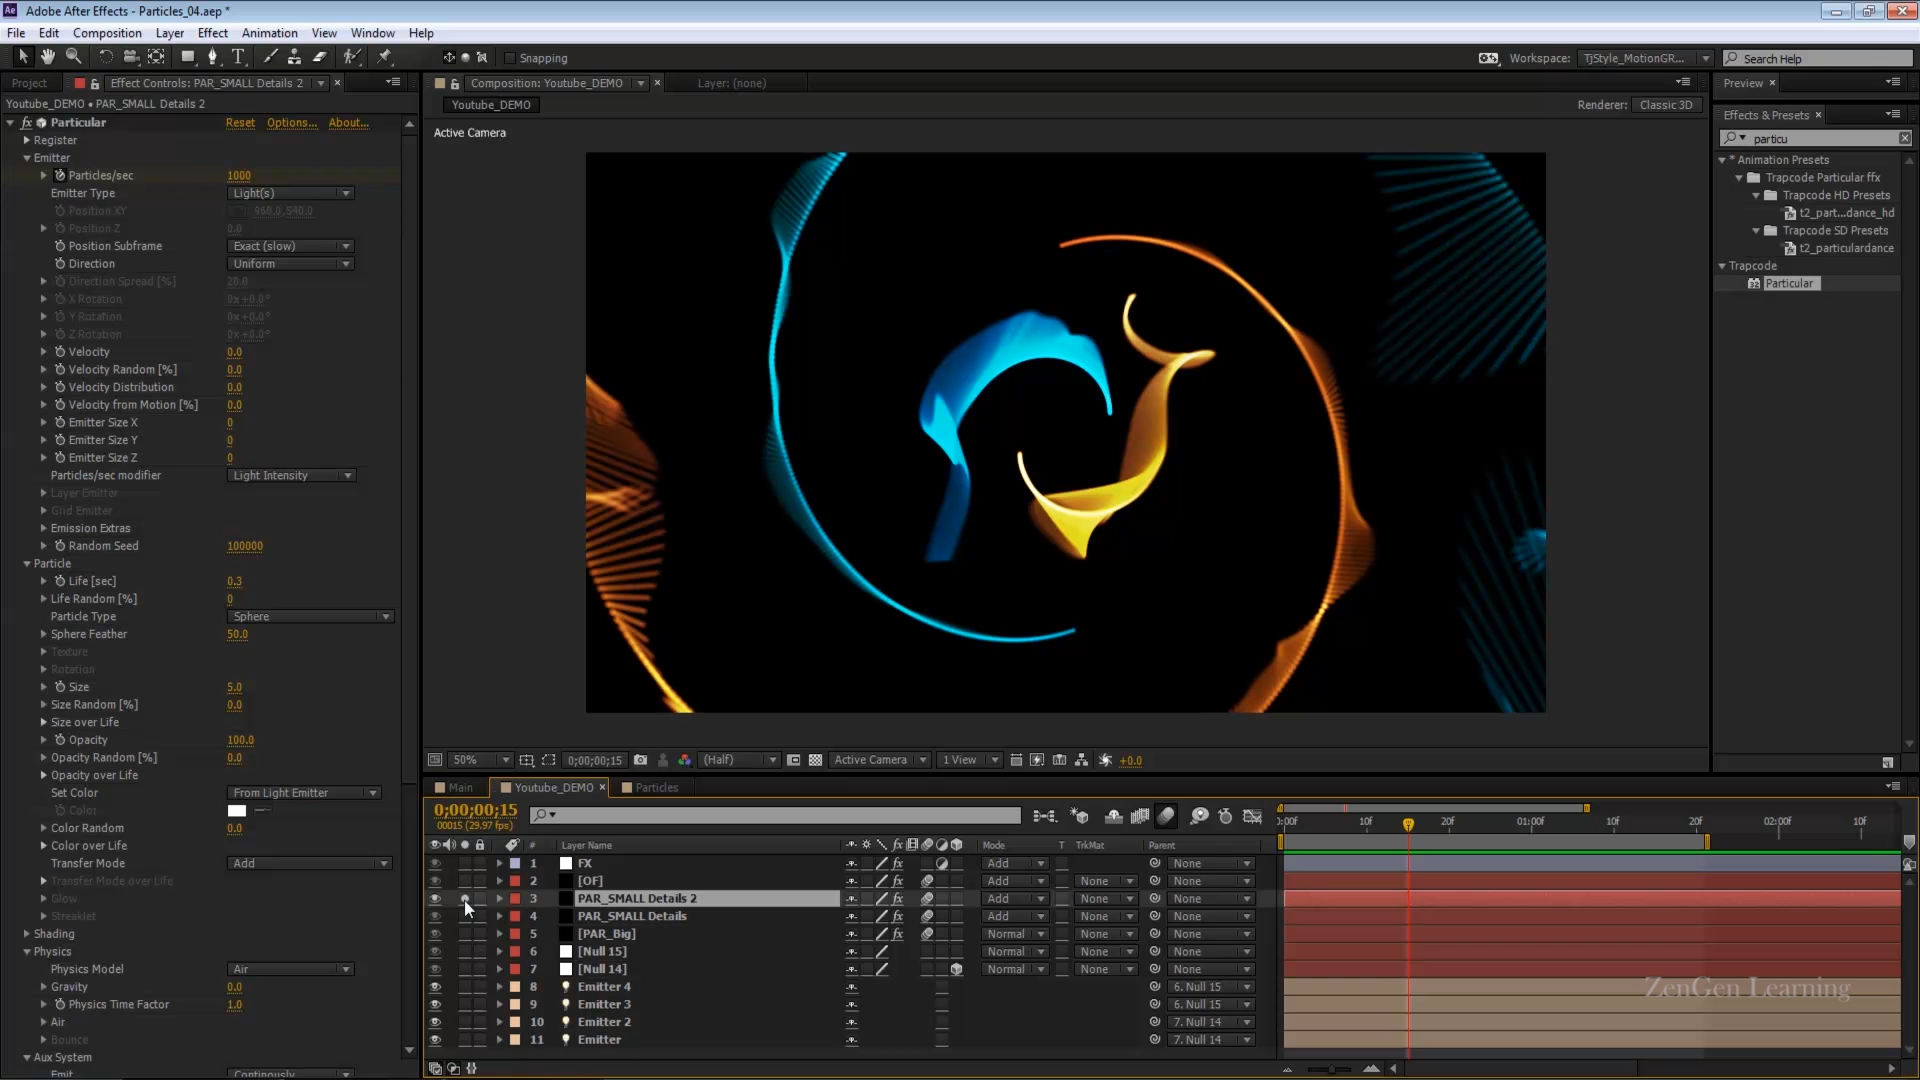 Adobe After Effects - Particles_04.aep *
File Edit Composition Layer Effect Animation View Window Help
Snapping
Workspace: TjStyle_MotionGR...
Search Help
Project
Effect Controls: PAR_SMALL Details 2
Composition: Youtube_DEMO
Layer: (none)
Preview
Youtube_DEMO • PAR_SMALL Details 2
Youtube_DEMO
Renderer: Classic 3D
Effects & Presets
Active Camera
particu
* Animation Presets
Trapcode Particular ffx
Trapcode HD Presets
t2_part...dance_hd
Trapcode SD Presets
t2_particulardance
Trapcode
Particular
fx Particular Reset Options... About...
Register
Emitter
Particles/sec 1000
Emitter Type Light(s)
Position XY 960.0,540.0
Position Z 0.0
Position Subframe Exact (slow)
Direction Uniform
Direction Spread [%] 20.0
X Rotation 0x+0.0°
Y Rotation 0x+0.0°
Z Rotation 0x+0.0°
Velocity 0.0
Velocity Random [%] 0.0
Velocity Distribution 0.0
Velocity from Motion [%] 0.0
Emitter Size X 0
Emitter Size Y 0
Emitter Size Z 0
Particles/sec modifier Light Intensity
Layer Emitter
Grid Emitter
Emission Extras
Random Seed 100000
Particle
Life [sec] 0.3
Life Random [%] 0
Particle Type Sphere
Sphere Feather 50.0
Texture
Rotation
Size 5.0
Size Random [%] 0.0
Size over Life
Opacity 100.0
Opacity Random [%] 0.0
Opacity over Life
Set Color From Light Emitter
Color
Color Random 0.0
Color over Life
Transfer Mode Add
Transfer Mode over Life
Glow
Streaklet
Shading
Physics
Physics Model Air
Gravity 0.0
Physics Time Factor 1.0
Air
Bounce
Aux System
Emit Continously
50% 0;00;00;15 (Half) Active Camera 1 View +0.0
Main Youtube_DEMO Particles
0;00;00;15
00015 (29.97 fps)
):00f 10f 20f 01:00f 10f 20f 02:00f 10f
# Layer Name fx Mode T TrkMat Parent
1 FX fx Add None
2 [OF] fx Add None None
3 PAR_SMALL Details 2 fx Add None None
4 PAR_SMALL Details fx Add None None
5 [PAR_Big] fx Normal None None
6 [Null 15] Normal None None
7 [Null 14] Normal None None
8 Emitter 4 6. Null 15
9 Emitter 3 6. Null 15
10 Emitter 2 7. Null 14
11 Emitter 7. Null 14
ZenGen Learning